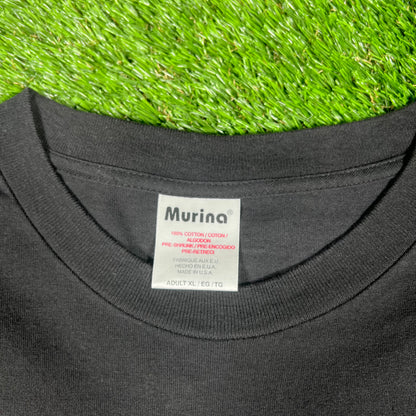 Murina®
100% COTTON / COTON /
ALGODON
PRE-SHRUNK / PRE-ENCOGIDO
PRE-RETRECI
FABRIQUE AUX E.U.
HECHO EN E.U.A.
MADE IN U.S.A.
ADULT XL / EG / TG